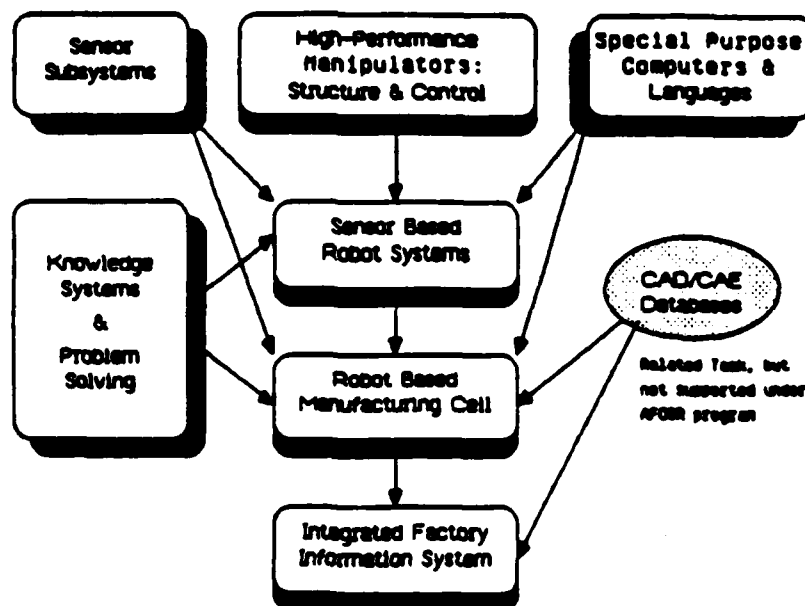 Sensor
Subsystems
High-Performance
Manipulators:
Structure & Control
Special Purpose
Computers &
Languages
Knowledge
Systems
&
Problem
Solving
Sensor Based
Robot Systems
CAD/CAE
Databases
Related Task, but
not supported under
AFOSR program
Robot Based
Manufacturing Cell
Integrated Factory
Information System